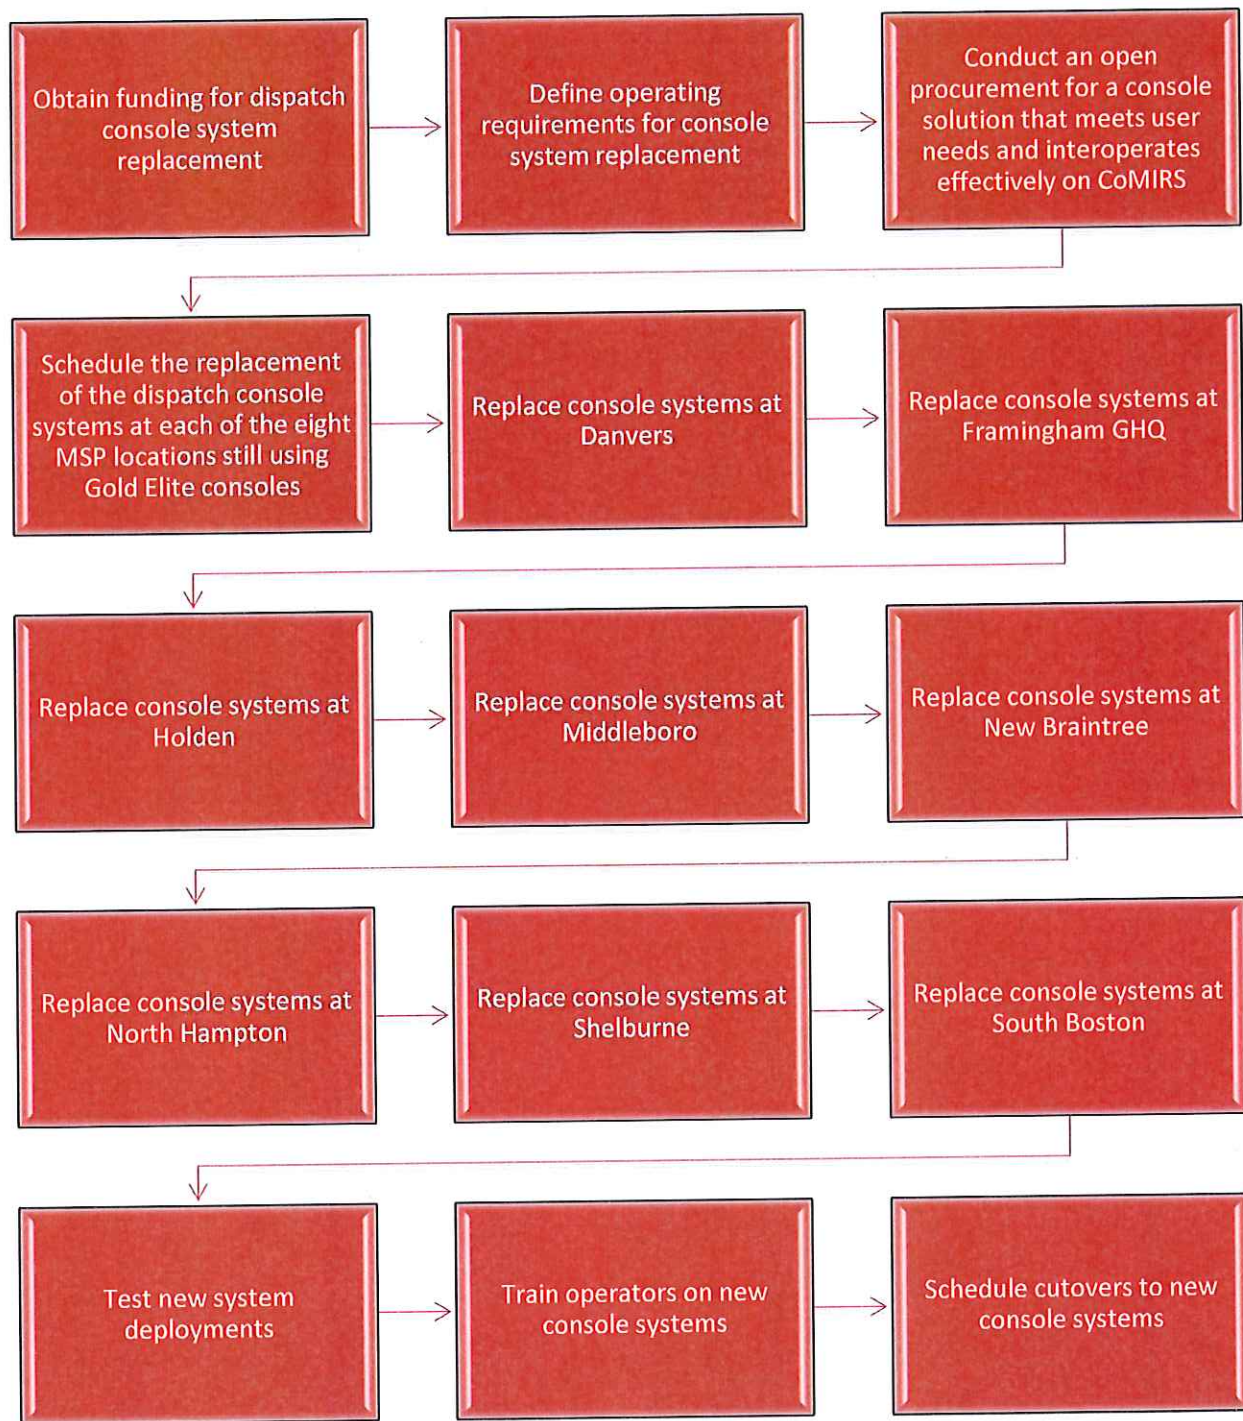 Obtain funding for dispatch
console system
replacement
Define operating
requirements for console
system replacement
Conduct an open
procurement for a console
solution that meets user
needs and interoperates
effectively on CoMIRS
Schedule the replacement
of the dispatch console
systems at each of the eight
MSP locations still using
Gold Elite consoles
Replace console systems at
Danvers
Replace console systems at
Framingham GHQ
Replace console systems at
Holden
Replace console systems at
Middleboro
Replace console systems at
New Braintree
Replace console systems at
North Hampton
Replace console systems at
Shelburne
Replace console systems at
South Boston
Test new system
deployments
Train operators on new
console systems
Schedule cutovers to new
console systems